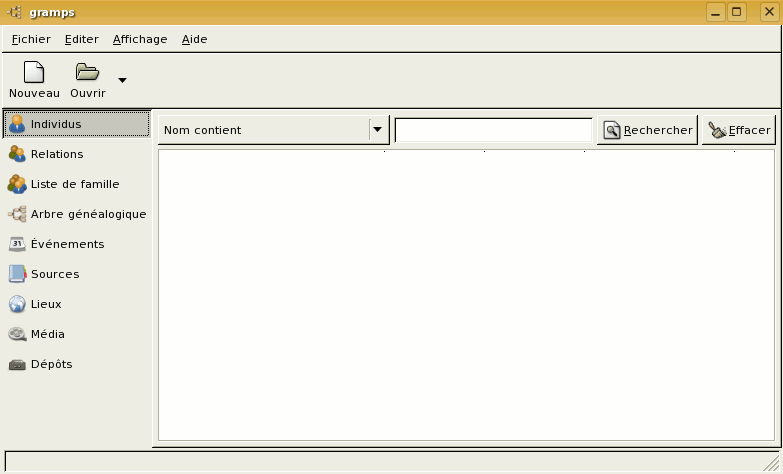 gramps
Fichier Editer Affichage Aide
Nouveau Ouvrir
Individus
Relations
Liste de famille
Arbre généalogique
31 Événements
Sources
Lieux
Média
Dépôts
Nom contient Rechercher Effacer